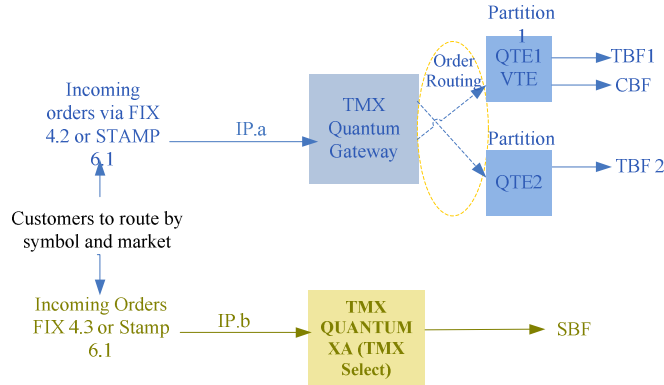 Partition
1
QTE1
VTE
TBF1
CBF
Order
Routing
Incoming
orders via FIX
4.2 or STAMP
6.1
IP.a
TMX
Quantum
Gateway
Partition
QTE2
TBF 2
Customers to route by
symbol and market
Incoming Orders
FIX 4.3 or Stamp
6.1
IP.b
TMX
QUANTUM
XA (TMX
Select)
SBF